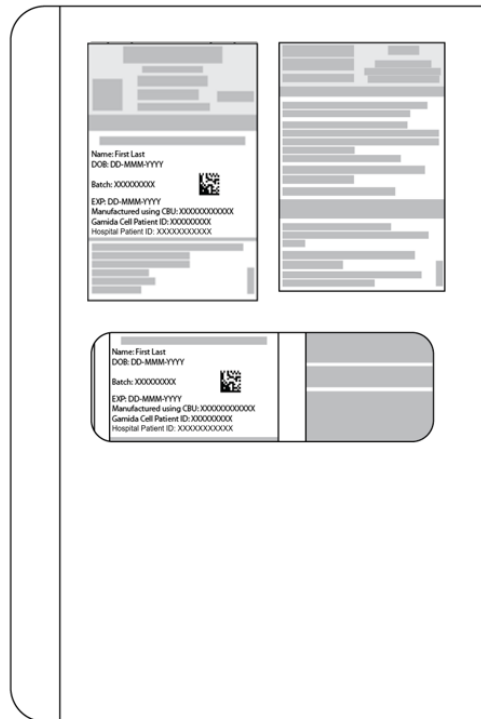 Name: First Last
DOB: DD-MMM-YYYY
Batch: XXXXXXXXX
EXP: DD-MMM-YYYY
Manufactured using CBU: XXXXXXXXXXXX
Gamida Cell Patient ID: XXXXXXXXX
Hospital Patient ID: XXXXXXXXXXX
Name: First Last
DOB: DD-MMM-YYYY
Batch: XXXXXXXXX
EXP: DD-MMM-YYYY
Manufactured using CBU: XXXXXXXXXXXX
Gamida Cell Patient ID: XXXXXXXXX
Hospital Patient ID: XXXXXXXXXXX